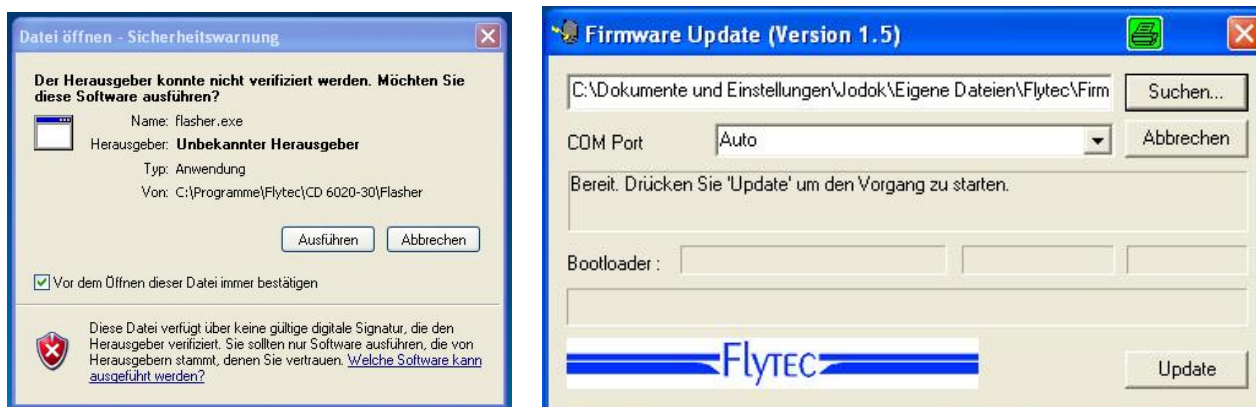 Datei öffnen - Sicherheitswarnung
Der Herausgeber konnte nicht verifiziert werden. Möchten Sie
diese Software ausführen?
Name: flasher.exe
Herausgeber: Unbekannter Herausgeber
Typ: Anwendung
Von: C:\Programme\Flytec\CD 6020-30\Flasher
Ausführen
Abbrechen
Vor dem Öffnen dieser Datei immer bestätigen
Diese Datei verfügt über keine gültige digitale Signatur, die den
Herausgeber verifiziert. Sie sollten nur Software ausführen, die von
Herausgebern stammt, denen Sie vertrauen. Welche Software kann
ausgeführt werden?
Firmware Update (Version 1.5)
C:\Dokumente und Einstellungen\Jodok\Eigene Dateien\Flytec\Firm
Suchen...
COM Port
Auto
Abbrechen
Bereit. Drücken Sie 'Update' um den Vorgang zu starten.
Bootloader :
FLYTEC
Update